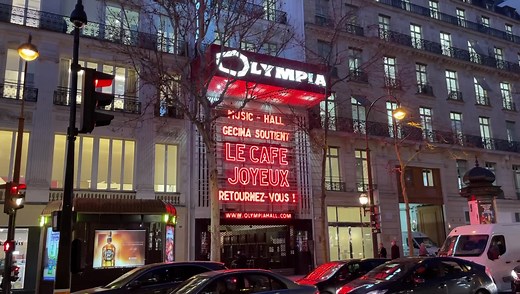 OLYMPIA
MUSIC - HALL
GECINA SOUTIENT
LE CAFE
JOYEUX
RETOURNEZ-VOUS !
WWW.OLYMPIAHALL.COM